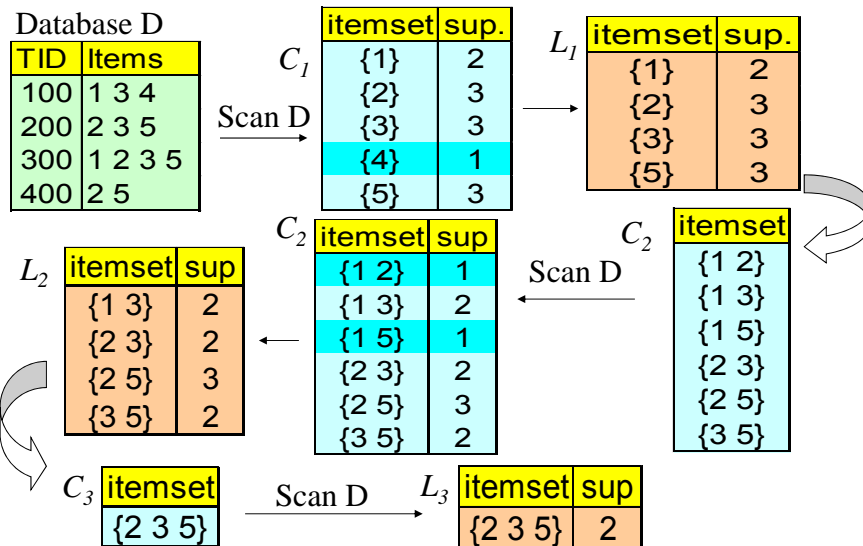 Database D
TID Items
100 1 3 4
200 2 3 5
300 1 2 3 5
400 2 5
Scan D
C1
itemset sup.
{1} 2
{2} 3
{3} 3
{4} 1
{5} 3
L1
itemset sup.
{1} 2
{2} 3
{3} 3
{5} 3
C2
itemset
{1 2}
{1 3}
{1 5}
{2 3}
{2 5}
{3 5}
Scan D
C2
itemset sup
{1 2} 1
{1 3} 2
{1 5} 1
{2 3} 2
{2 5} 3
{3 5} 2
L2
itemset sup
{1 3} 2
{2 3} 2
{2 5} 3
{3 5} 2
C3
itemset
{2 3 5}
Scan D
L3
itemset sup
{2 3 5} 2